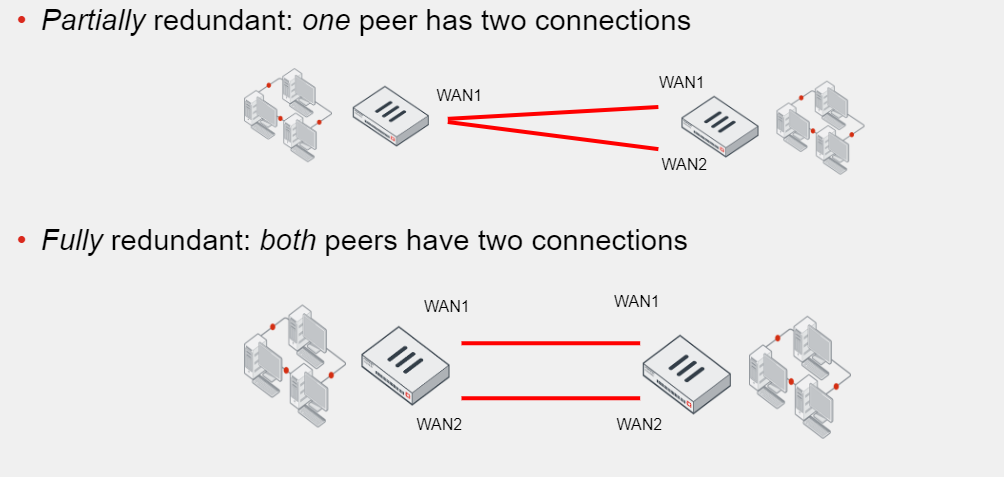 • Partially redundant: one peer has two connections
WAN1
WAN1
WAN2
• Fully redundant: both peers have two connections
WAN1
WAN1
WAN2
WAN2